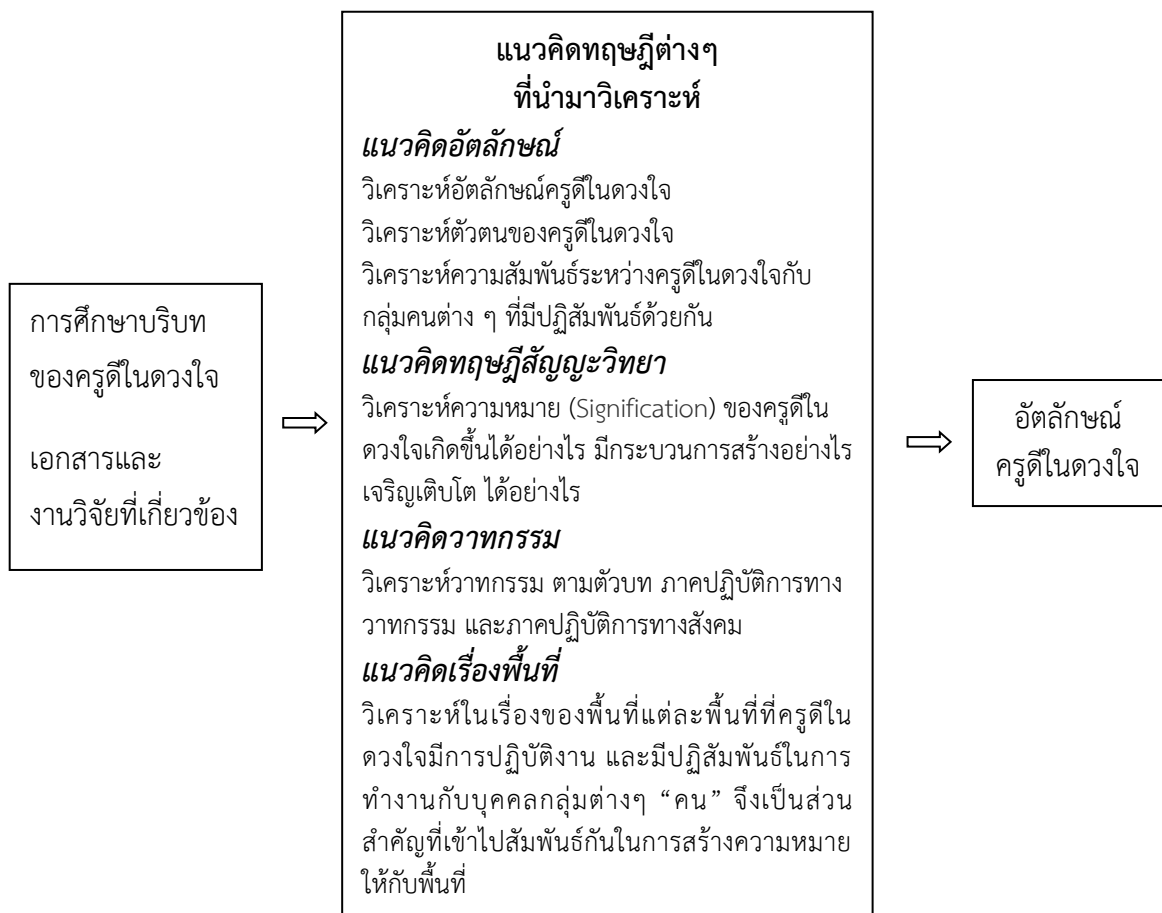 การศึกษาบริบท
ของครูดีในดวงใจ
เอกสารและ
งานวิจัยที่เกี่ยวข้อง
แนวคิดทฤษฎีต่างๆ
ที่นำมาวิเคราะห์
แนวคิดอัตลักษณ์
วิเคราะห์อัตลักษณ์ครูดีในดวงใจ
วิเคราะห์ตัวตนของครูดีในดวงใจ
วิเคราะห์ความสัมพันธ์ระหว่างครูดีในดวงใจกับ
กลุ่มคนต่าง ๆ ที่มีปฏิสัมพันธ์ด้วยกัน
แนวคิดทฤษฎีสัญญะวิทยา
วิเคราะห์ความหมาย (Signification) ของครูดีใน
ดวงใจเกิดขึ้นได้อย่างไร มีกระบวนการสร้างอย่างไร
เจริญเติบโต ได้อย่างไร
แนวคิดวาทกรรม
วิเคราะห์วาทกรรม ตามตัวบท ภาคปฏิบัติการทาง
วาทกรรม และภาคปฏิบัติการทางสังคม
แนวคิดเรื่องพื้นที่
วิเคราะห์ในเรื่องของพื้นที่แต่ละพื้นที่ที่ครูดีใน
ดวงใจมีการปฏิบัติงาน และมีปฏิสัมพันธ์ในการ
ทำงานกับบุคคลกลุ่มต่างๆ “คน” จึงเป็นส่วน
สำคัญที่เข้าไปสัมพันธ์กันในการสร้างความหมาย
ให้กับพื้นที่
อัตลักษณ์
ครูดีในดวงใจ